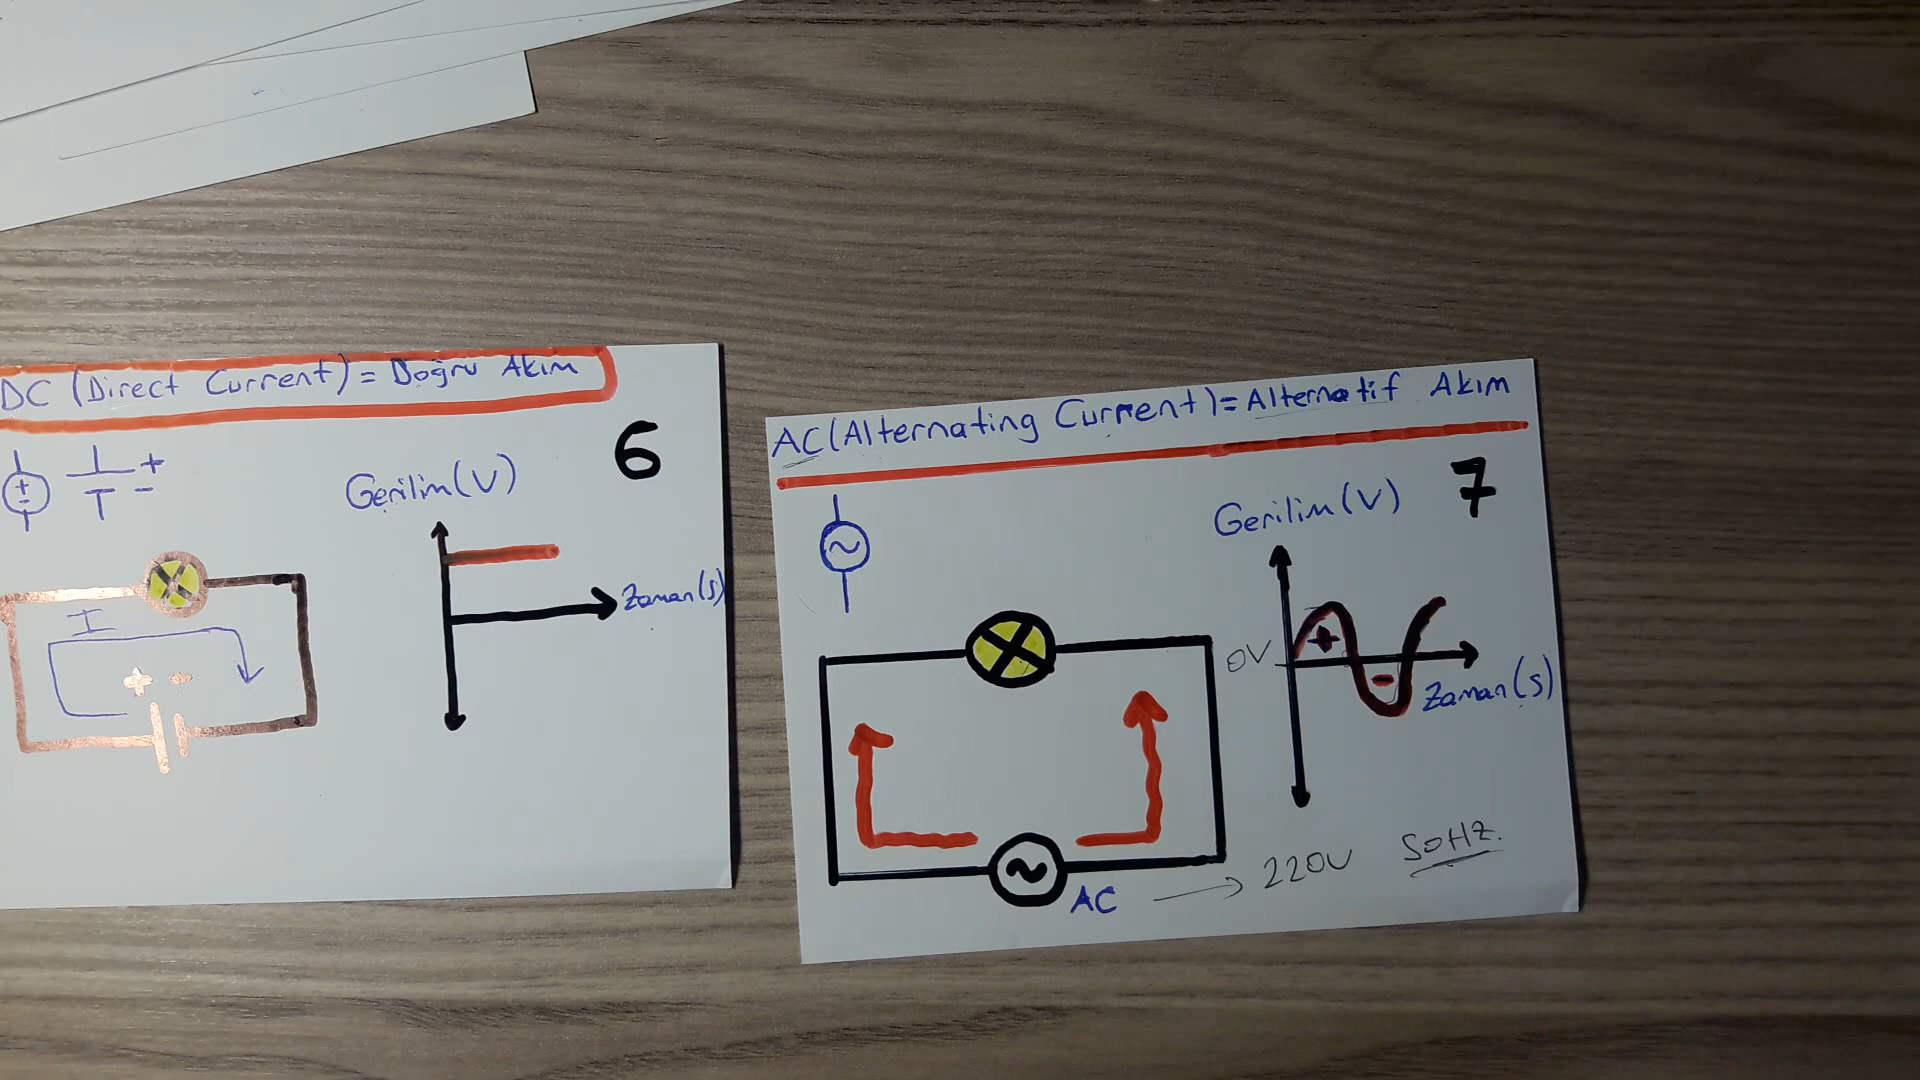 DC (Direct Current) = Doğru Akım
6
+
-
+
-
Gerilim(V)
Zaman(s)
I
+ -
AC(Alternating Current)=Alternatif Akım
7
~
Gerilim(V)
0V
+
-
Zaman(s)
~
AC → 220V 50Hz.